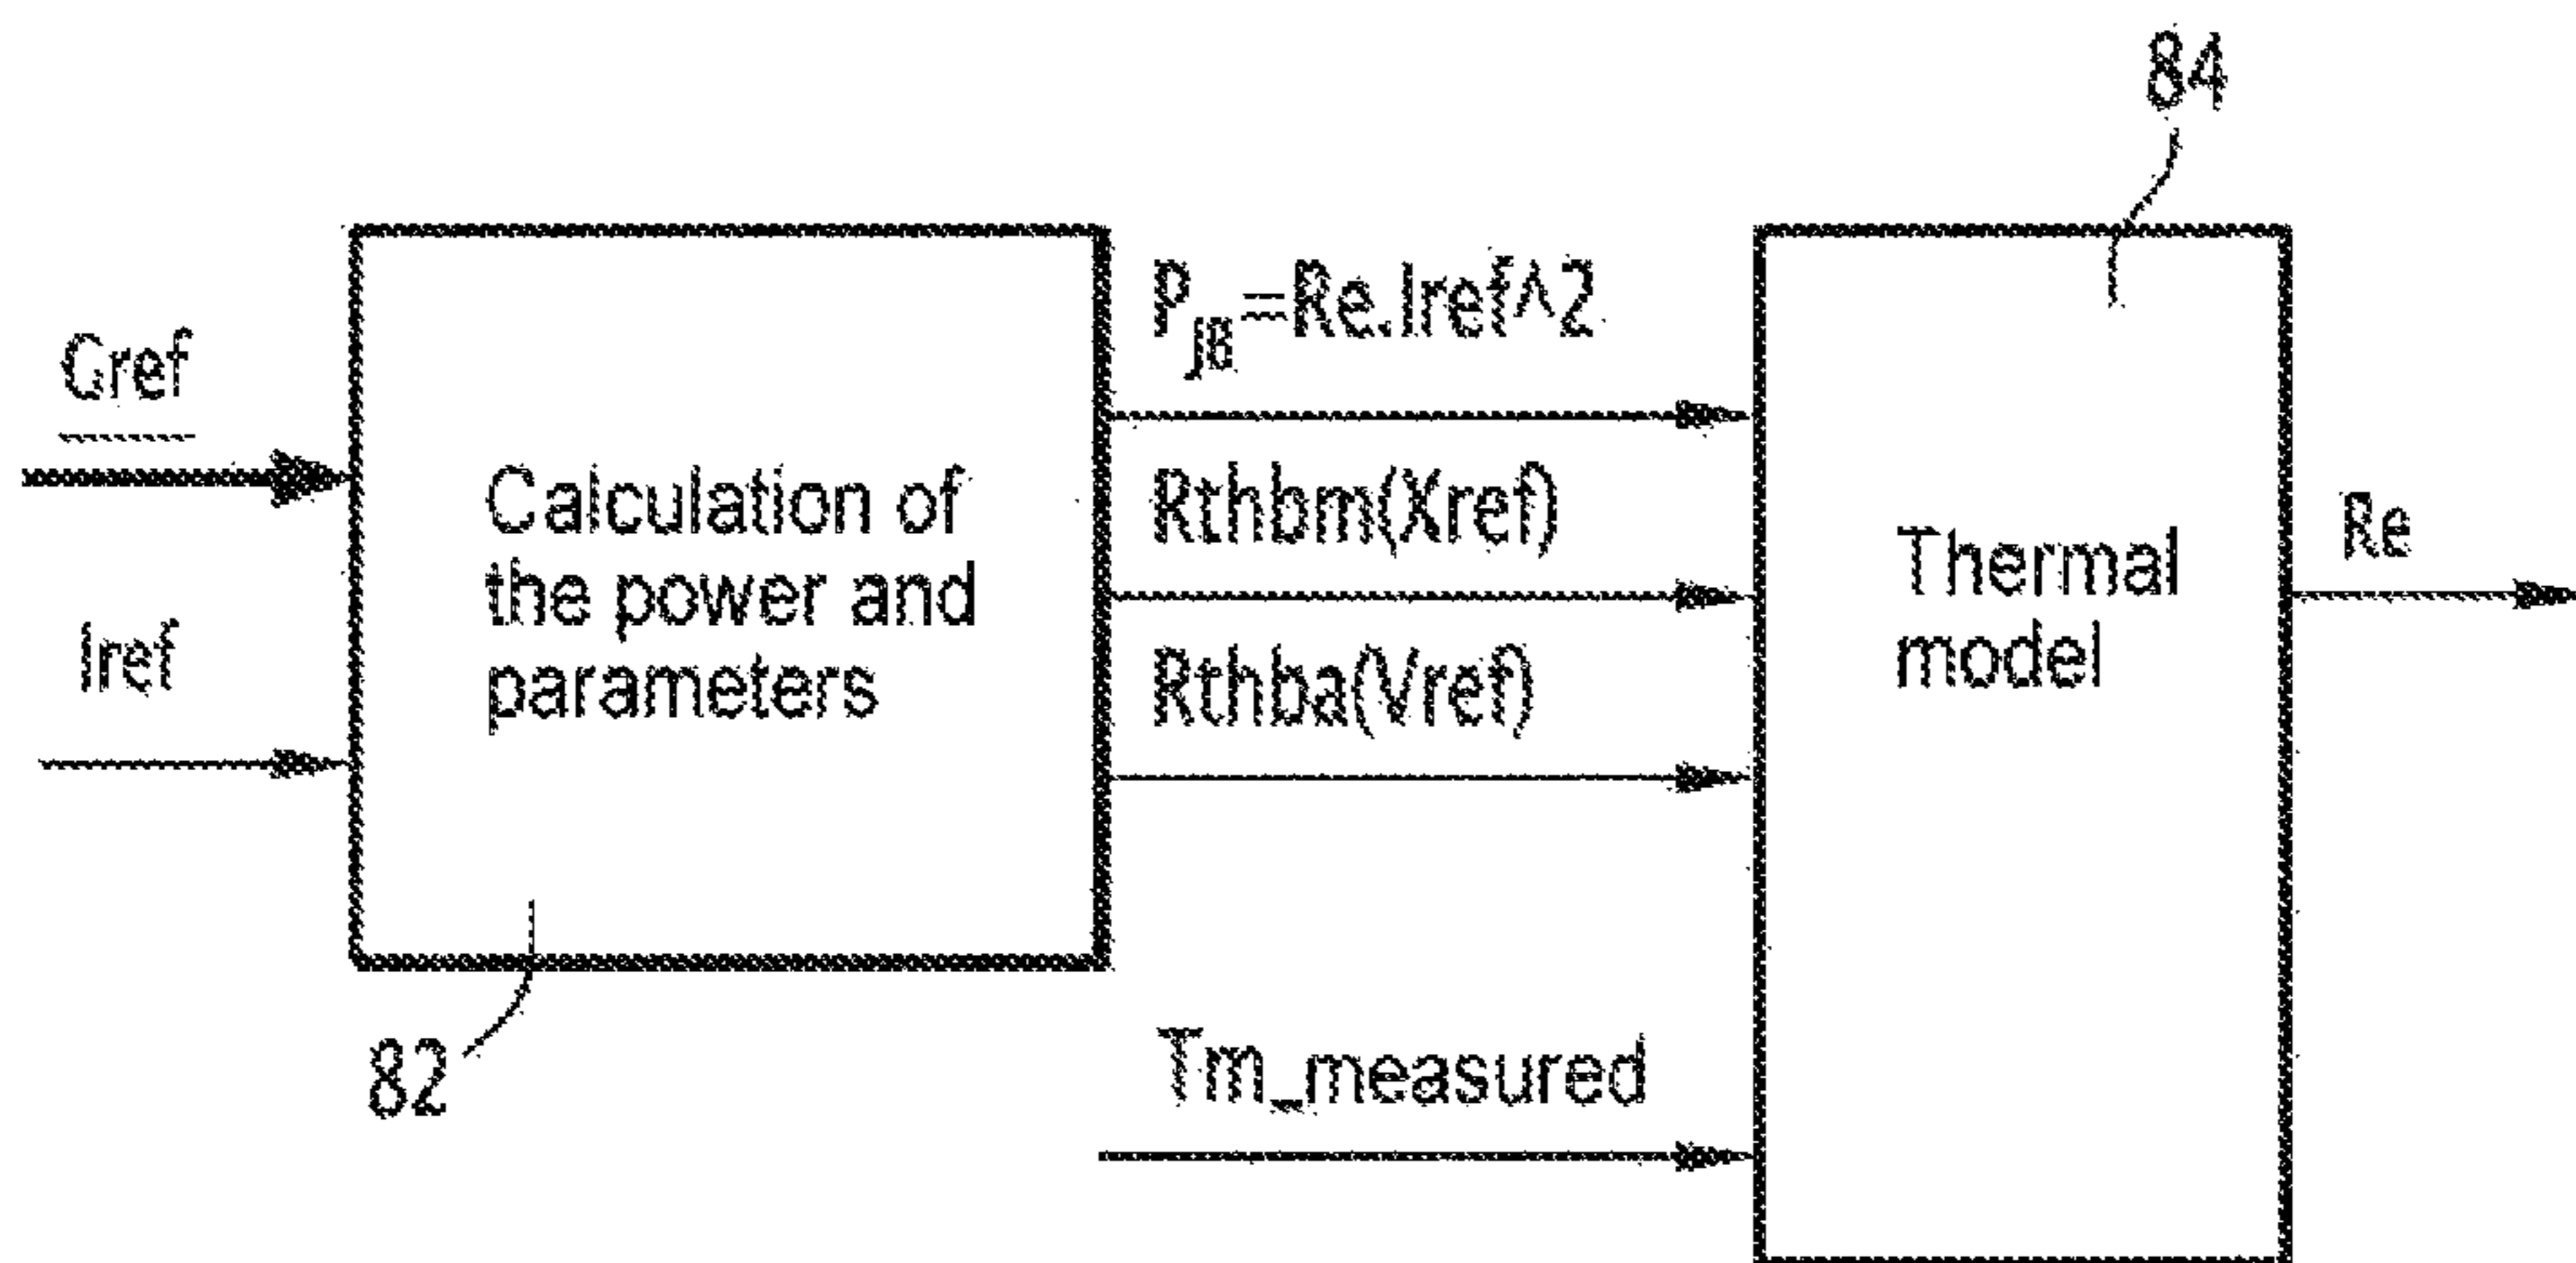 84
P_JB=Re.Iref^2
Gref
Calculation of
the power and
parameters
Rthbm(Xref)
Iref
Rthba(Vref)
Thermal
model
Re
82
Tm_measured